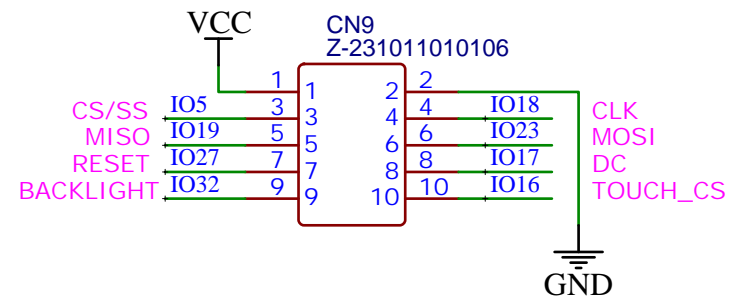 VCC
CN9
Z-231011010106
1 1 2 2
CS/SS IO5 3 3 4 4 IO18 CLK
MISO IO19 5 5 6 6 IO23 MOSI
RESET IO27 7 7 8 8 IO17 DC
BACKLIGHT IO32 9 9 10 10 IO16 TOUCH_CS
GND